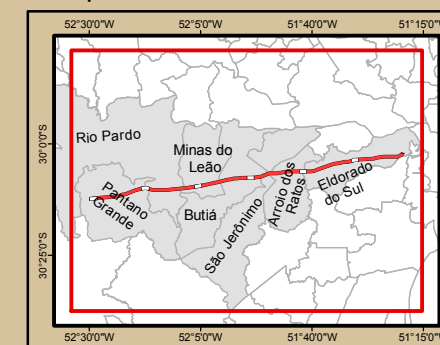 52°30'0"W 52°5'0"W 51°40'0"W 51°15'0"W
30°0'0"S
30°25'0"S
Rio Pardo
Minas do
Leão
Pantano
Grande
Butiá
São Jerônimo
Arroio dos
Ratos
Eldorado
do Sul
52°30'0"W 52°5'0"W 51°40'0"W 51°15'0"W